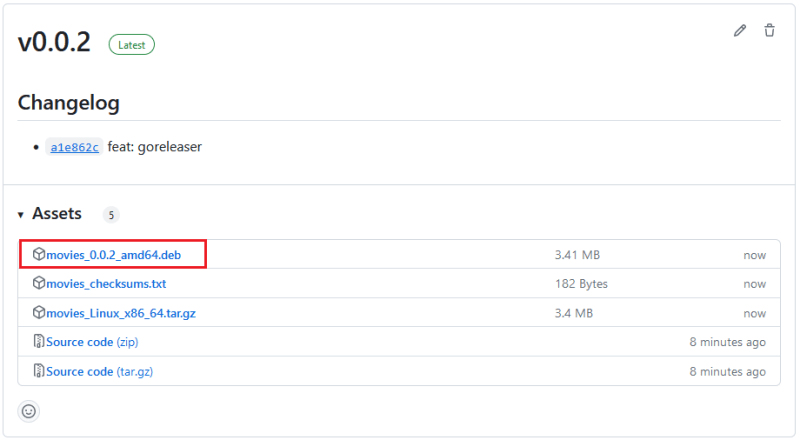 v0.0.2 Latest
Changelog
a1e862c feat: goreleaser
Assets 5
movies_0.0.2_amd64.deb 3.41 MB now
movies_checksums.txt 182 Bytes now
movies_Linux_x86_64.tar.gz 3.4 MB now
Source code (zip) 8 minutes ago
Source code (tar.gz) 8 minutes ago